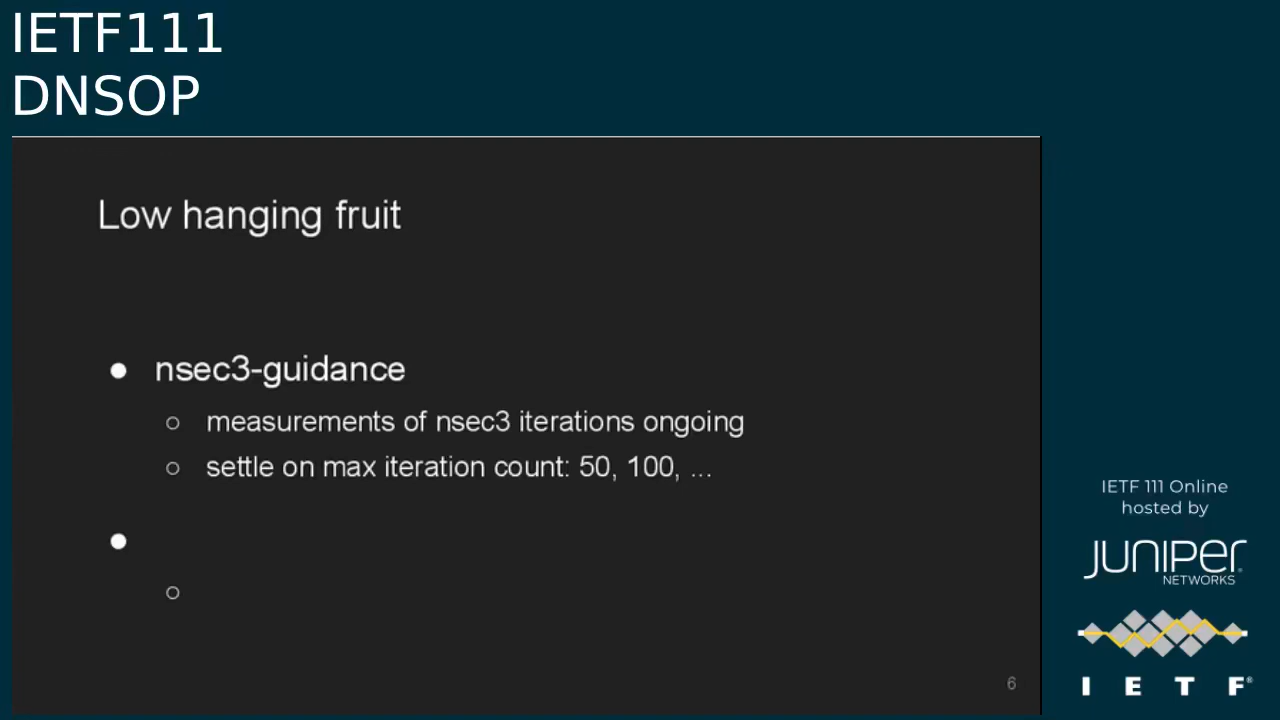 IETF111
DNSOP
Low hanging fruit
● nsec3-guidance
○ measurements of nsec3 iterations ongoing
○ settle on max iteration count: 50, 100, ...
●
○
6
IETF 111 Online
hosted by
JUNIPER
NETWORKS
I E T F®